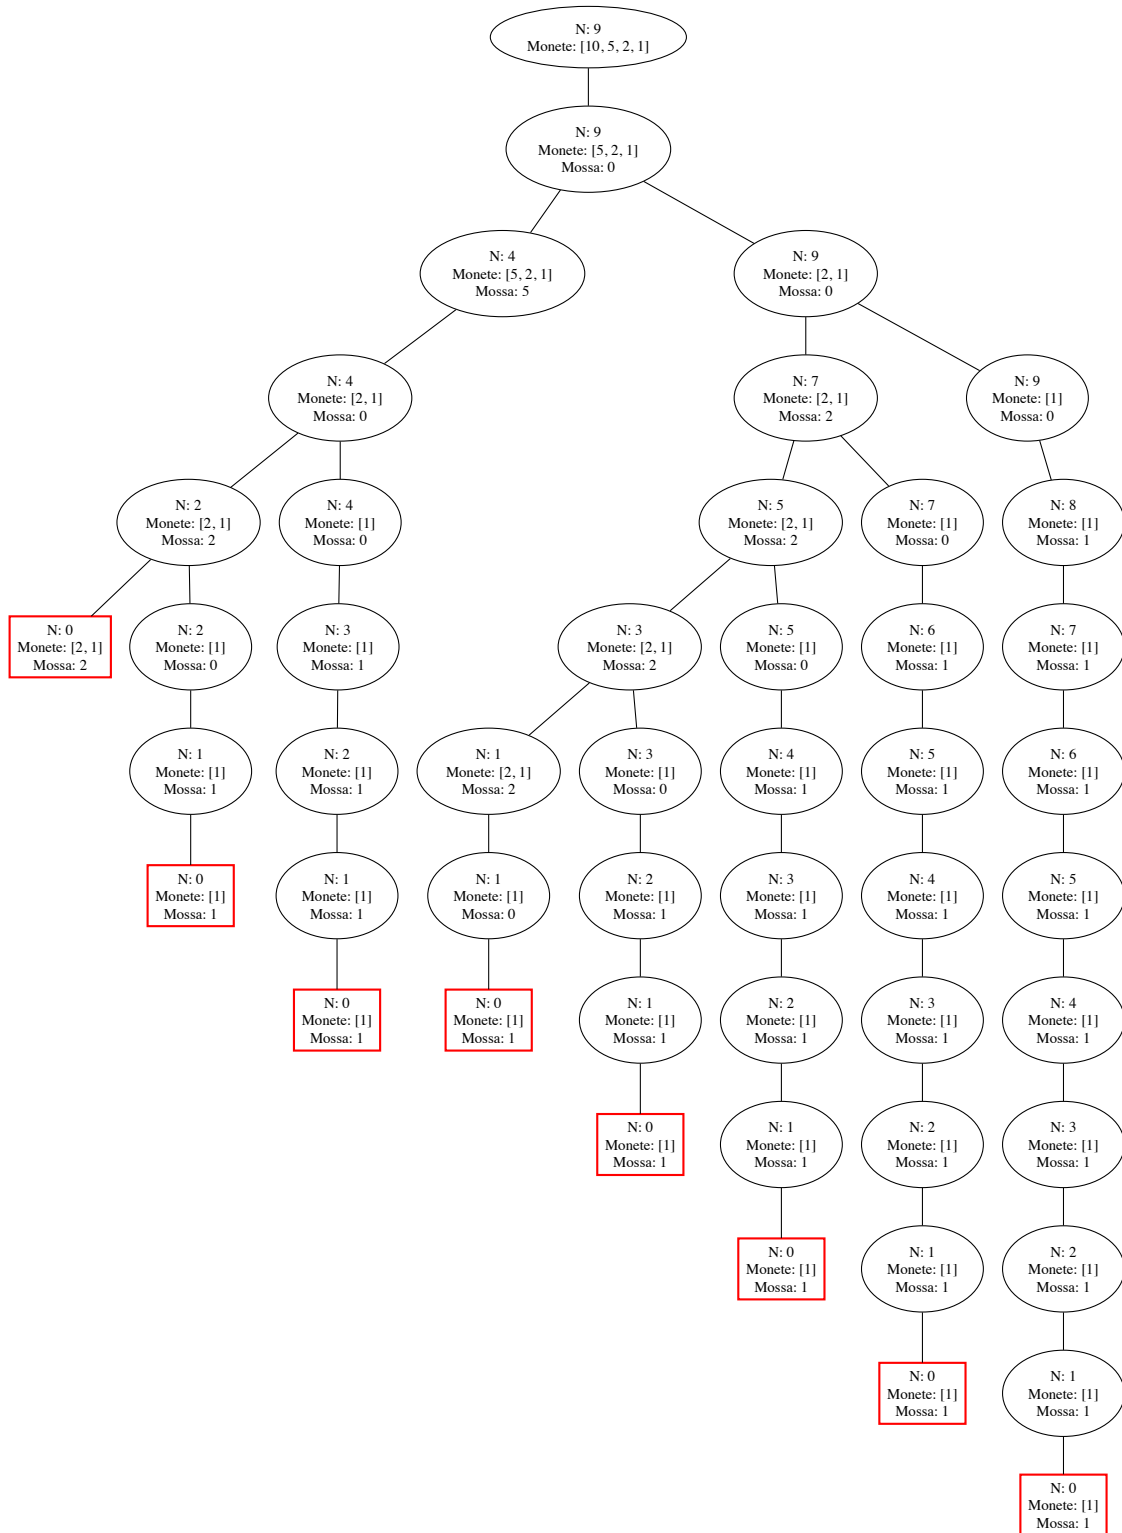 N: 9
Monete: [10, 5, 2, 1]
N: 9
Monete: [5, 2, 1]
Mossa: 0
N: 4
Monete: [5, 2, 1]
Mossa: 5
N: 9
Monete: [2, 1]
Mossa: 0
N: 4
Monete: [2, 1]
Mossa: 0
N: 7
Monete: [2, 1]
Mossa: 2
N: 9
Monete: [1]
Mossa: 0
N: 2
Monete: [2, 1]
Mossa: 2
N: 4
Monete: [1]
Mossa: 0
N: 5
Monete: [2, 1]
Mossa: 2
N: 7
Monete: [1]
Mossa: 0
N: 8
Monete: [1]
Mossa: 1
N: 0
Monete: [2, 1]
Mossa: 2
N: 2
Monete: [1]
Mossa: 0
N: 3
Monete: [1]
Mossa: 1
N: 3
Monete: [2, 1]
Mossa: 2
N: 5
Monete: [1]
Mossa: 0
N: 6
Monete: [1]
Mossa: 1
N: 7
Monete: [1]
Mossa: 1
N: 1
Monete: [1]
Mossa: 1
N: 2
Monete: [1]
Mossa: 1
N: 1
Monete: [2, 1]
Mossa: 2
N: 3
Monete: [1]
Mossa: 0
N: 4
Monete: [1]
Mossa: 1
N: 5
Monete: [1]
Mossa: 1
N: 6
Monete: [1]
Mossa: 1
N: 0
Monete: [1]
Mossa: 1
N: 1
Monete: [1]
Mossa: 1
N: 1
Monete: [1]
Mossa: 0
N: 2
Monete: [1]
Mossa: 1
N: 3
Monete: [1]
Mossa: 1
N: 4
Monete: [1]
Mossa: 1
N: 5
Monete: [1]
Mossa: 1
N: 0
Monete: [1]
Mossa: 1
N: 0
Monete: [1]
Mossa: 1
N: 1
Monete: [1]
Mossa: 1
N: 2
Monete: [1]
Mossa: 1
N: 3
Monete: [1]
Mossa: 1
N: 4
Monete: [1]
Mossa: 1
N: 0
Monete: [1]
Mossa: 1
N: 1
Monete: [1]
Mossa: 1
N: 2
Monete: [1]
Mossa: 1
N: 3
Monete: [1]
Mossa: 1
N: 0
Monete: [1]
Mossa: 1
N: 1
Monete: [1]
Mossa: 1
N: 2
Monete: [1]
Mossa: 1
N: 0
Monete: [1]
Mossa: 1
N: 1
Monete: [1]
Mossa: 1
N: 0
Monete: [1]
Mossa: 1